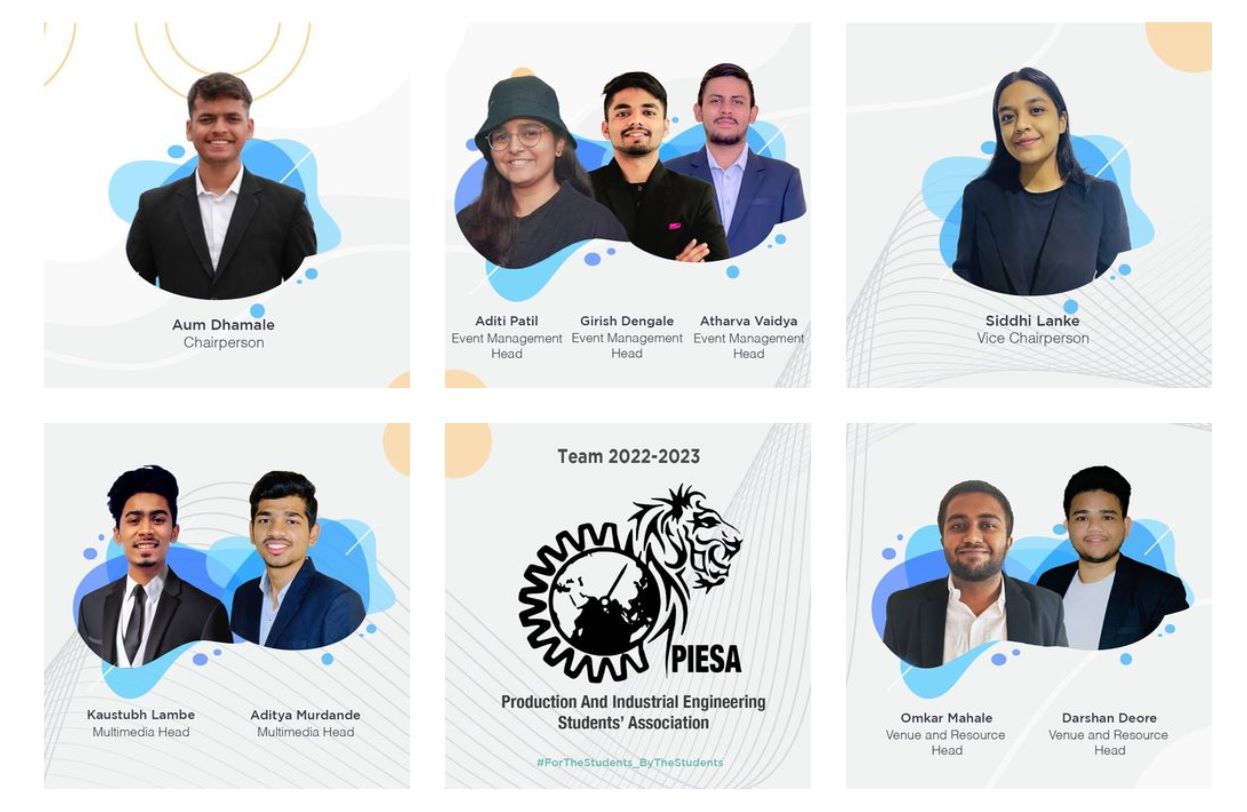 Aum Dhamale
Chairperson
Aditi Patil
Event Management
Head
Girish Dengale
Event Management
Head
Atharva Vaidya
Event Management
Head
Siddhi Lanke
Vice Chairperson
Kaustubh Lambe
Multimedia Head
Aditya Murdande
Multimedia Head
Team 2022-2023
PIESA
Production And Industrial Engineering
Students' Association
#ForTheStudents_ByTheStudents
Omkar Mahale
Venue and Resource
Head
Darshan Deore
Venue and Resource
Head